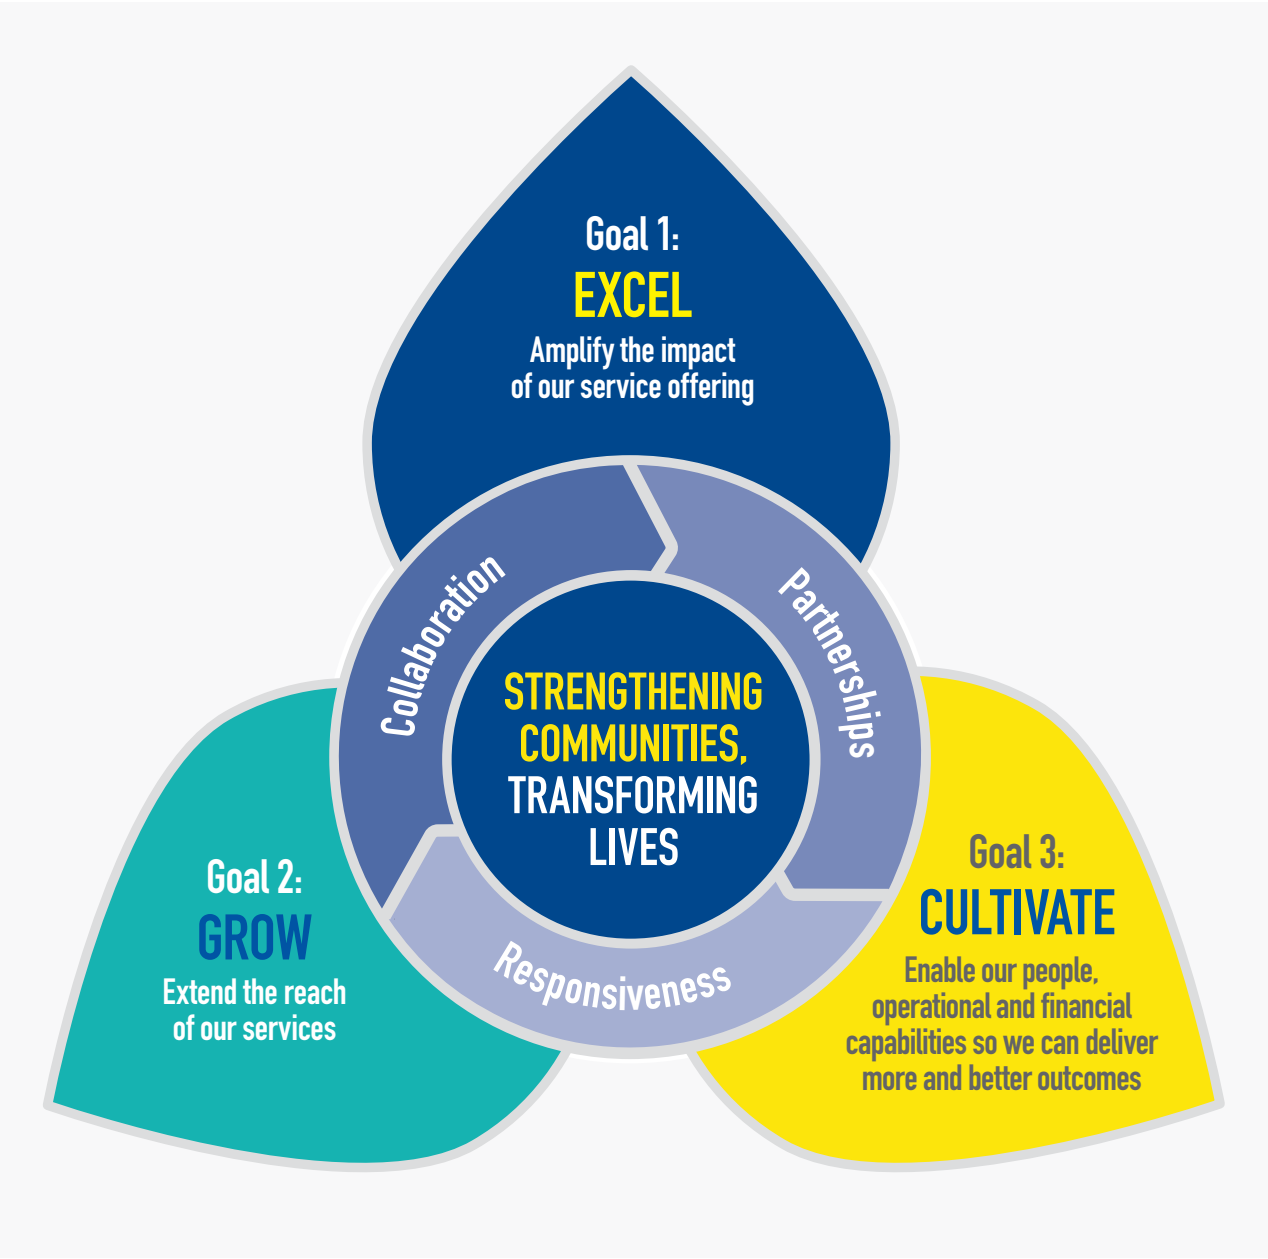 Goal 1:
EXCEL
Amplify the impact
of our service offering
Collaboration
Partnerships
Responsiveness
STRENGTHENING
COMMUNITIES,
TRANSFORMING
LIVES
Goal 2:
GROW
Extend the reach
of our services
Goal 3:
CULTIVATE
Enable our people,
operational and financial
capabilities so we can deliver
more and better outcomes